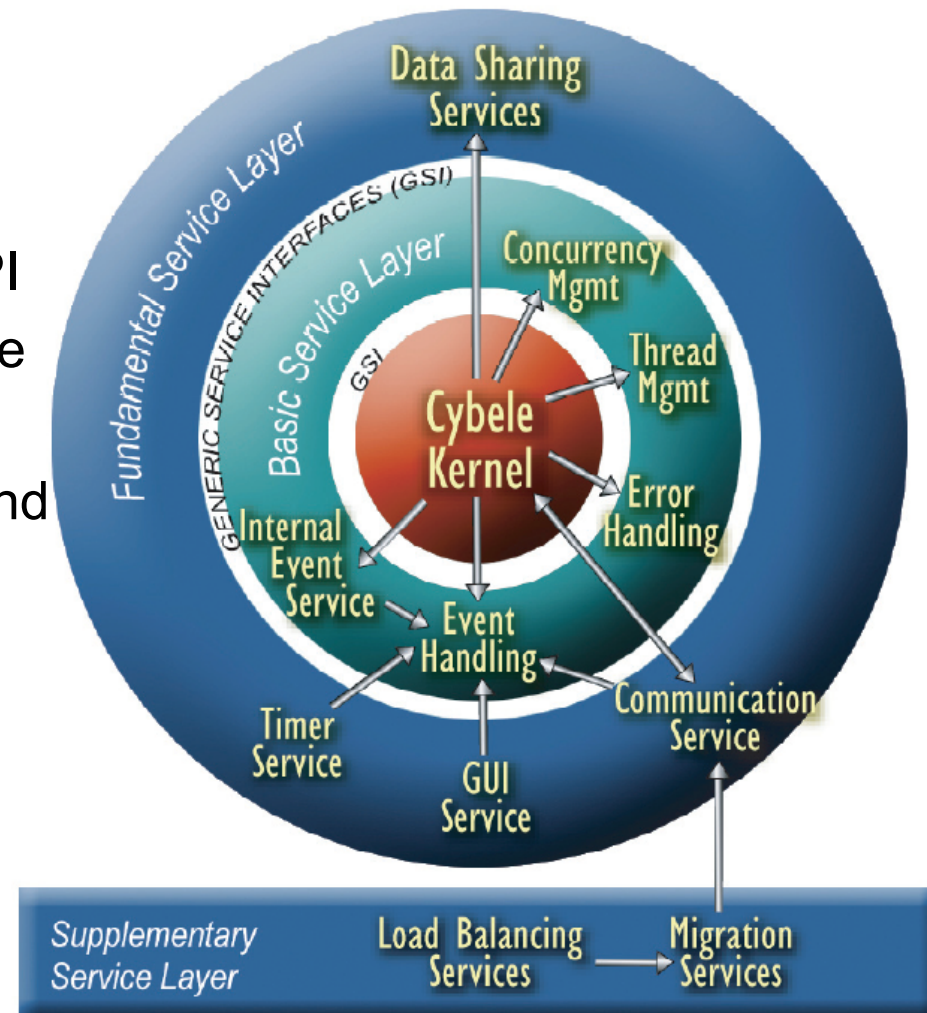 PI
e
nd
Data Sharing
Services
Fundamental Service Layer
GENERIC SERVICE INTERFACES (GSI)
Basic Service Layer
GSI
Concurrency
Mgmt
Thread
Mgmt
Cybele
Kernel
Error
Handling
Internal
Event
Service
Event
Handling
Communication
Service
Timer
Service
GUI
Service
Supplementary
Service Layer
Load Balancing
Services
Migration
Services